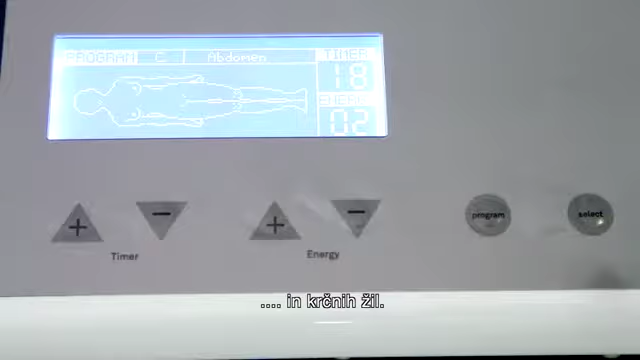 PROGRAM C Abdomen TIMER
18
ENERGY
02
+ - + - program select
Timer Energy
.... in krčnih žil.